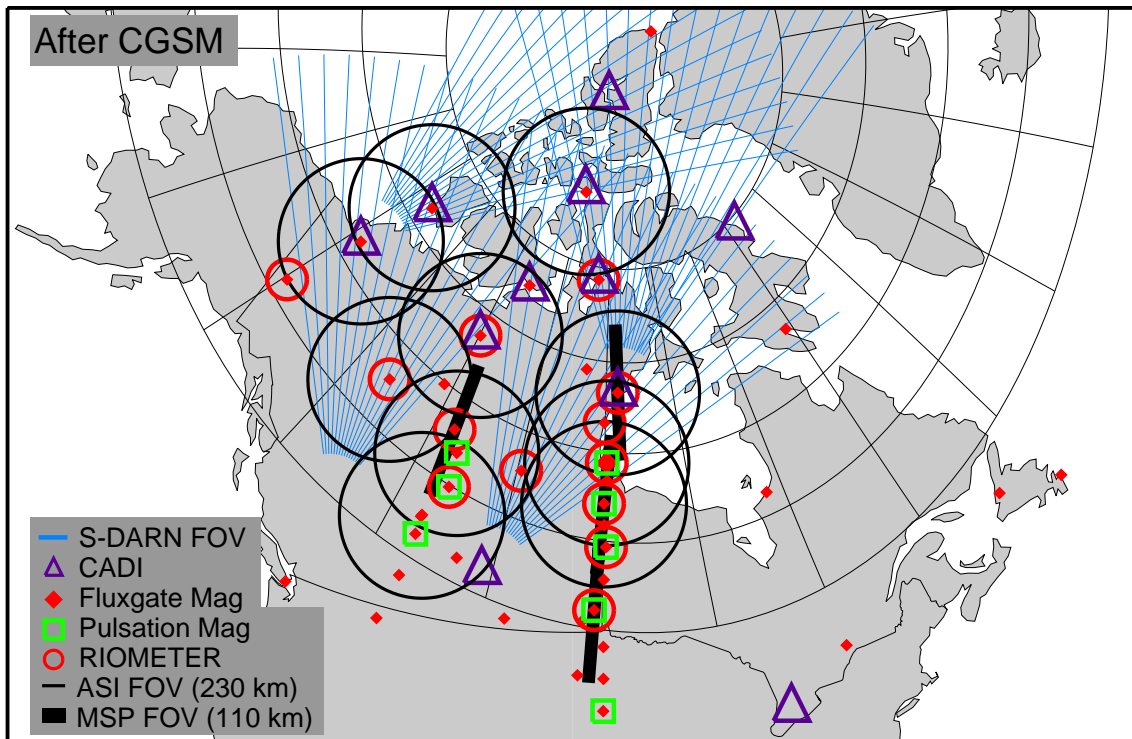 After CGSM
S-DARN FOV
CADI
Fluxgate Mag
Pulsation Mag
RIOMETER
ASI FOV (230 km)
MSP FOV (110 km)